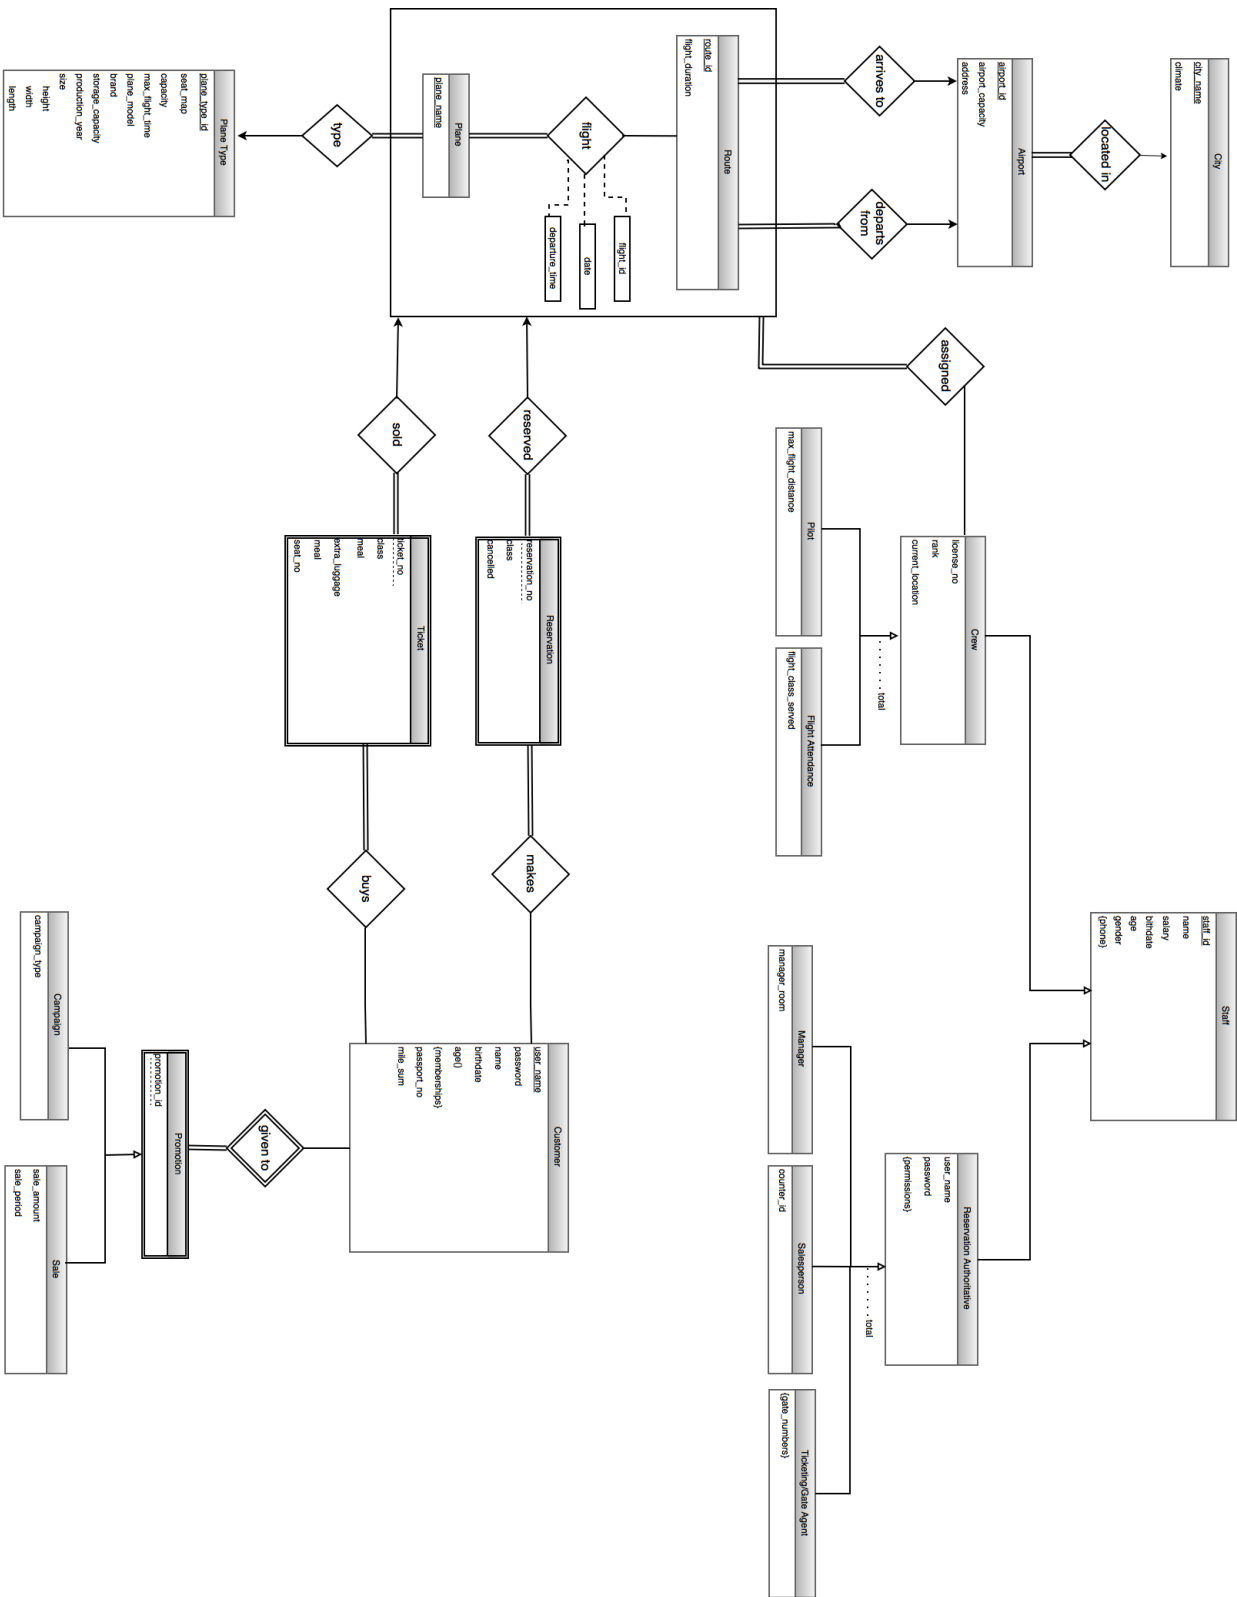 City
city_name
climate
located in
Airport
airport_id
airport_capacity
address
arrives to
departs
from
Route
route_id
flight_duration
flight
flight_id
date
departure_time
Plane
plane_name
type
Plane Type
plane_type_id
seat_map
capacity
max_flight_time
plane_model
brand
storage_capacity
production_year
size
height
width
length
assigned
reserved
sold
Crew
license_no
rank
current_location
total
Pilot
max_flight_distance
Flight Attendance
flight_class_served
Reservation
reservation_no
class
cancelled
Ticket
ticket_no
class
meal
extra_luggage
meal
seat_no
makes
buys
Staff
staff_id
name
salary
bithdate
age
gender
{phone}
Reservation Authoritative
user_name
password
{permissions}
total
Manager
manager_room
Salesperson
counter_id
Ticketing/Gate Agent
{gate_numbers}
Customer
user_name
password
name
birthdate
age()
{memberships}
passport_no
mile_sum
given to
Promotion
promotion_id
Campaign
campaign_type
Sale
sale_amount
sale_period